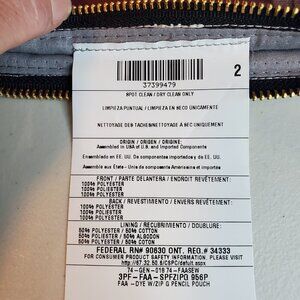 37399479
2
SPOT CLEAN / DRY CLEAN ONLY
LIMPIEZA PUNTUAL / LIMPIEZA EN SECO UNICAMENTE
NETTOYAGE DES TACHES/NETTOYAGE À SEC UNIQUEMENT
ORIGIN / ORIGEN / ORIGINE:
Assembled in U.S.A. of U.S. and Imported Components
Ensamblado en EE. UU. De componentes importados y de EE. UU.
Assemblé aux États - Unis de composants Américains et importés
FRONT / PARTE DELANTERA / ENDROIT REVÊTEMENT:
100% POLYESTER
100% POLIÉSTER
100% POLYESTER
BACK / REVESTIMIENTO / ENVERS REVÊTEMENT:
100% POLYESTER
100% POLIÉSTER
100% POLYESTER
LINING / RECUBRIMIENTO / DOUBLURE:
50% POLYESTER / 50% COTTON
50% POLIÉSTER / 50% ALGODON
50% POLYESTER / 50% COTON
FEDERAL RN# 90630 ONT. REG.# 34333
FOR CONSUMER PRODUCT SAFETY INFORMATION, PLEASE VISIT
74 -GEN - 019 74 -FAASEW
3PF- FAA - SPFZIPQ 956P
FAA -DYE W/ZIP & PENCIL POUCH